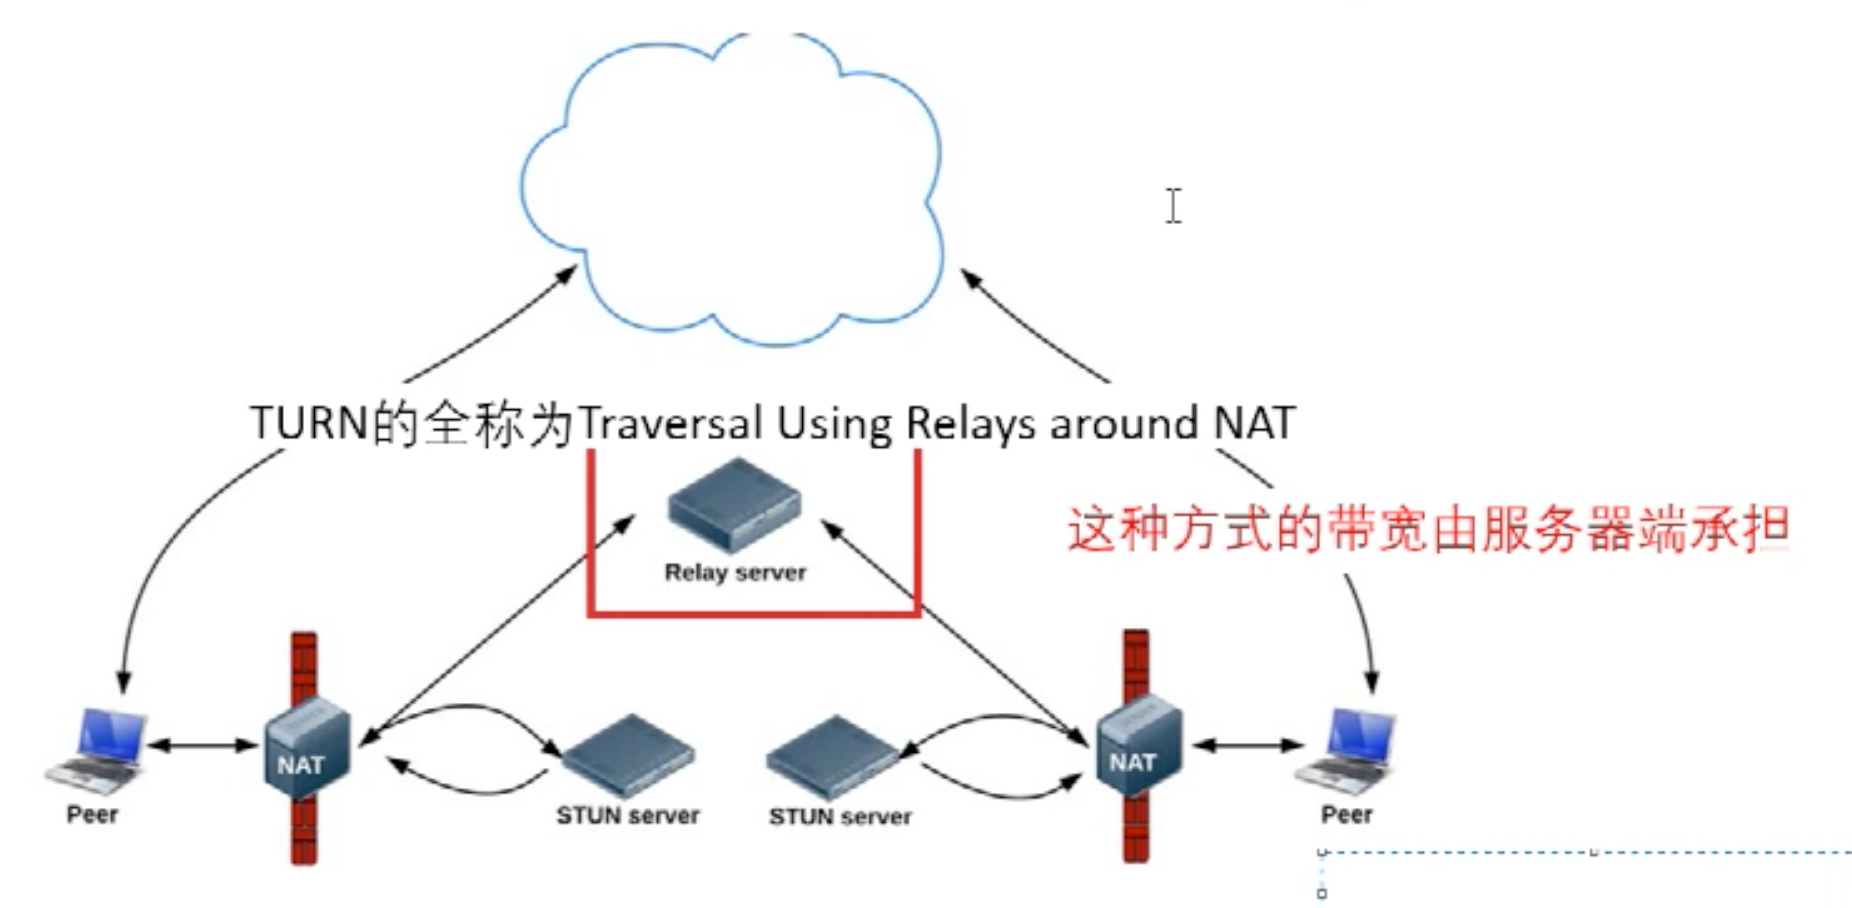 TURN的全称为Traversal Using Relays around NAT
这种方式的带宽由服务器端承担
Relay server
NAT
NAT
Peer
STUN server
STUN server
Peer